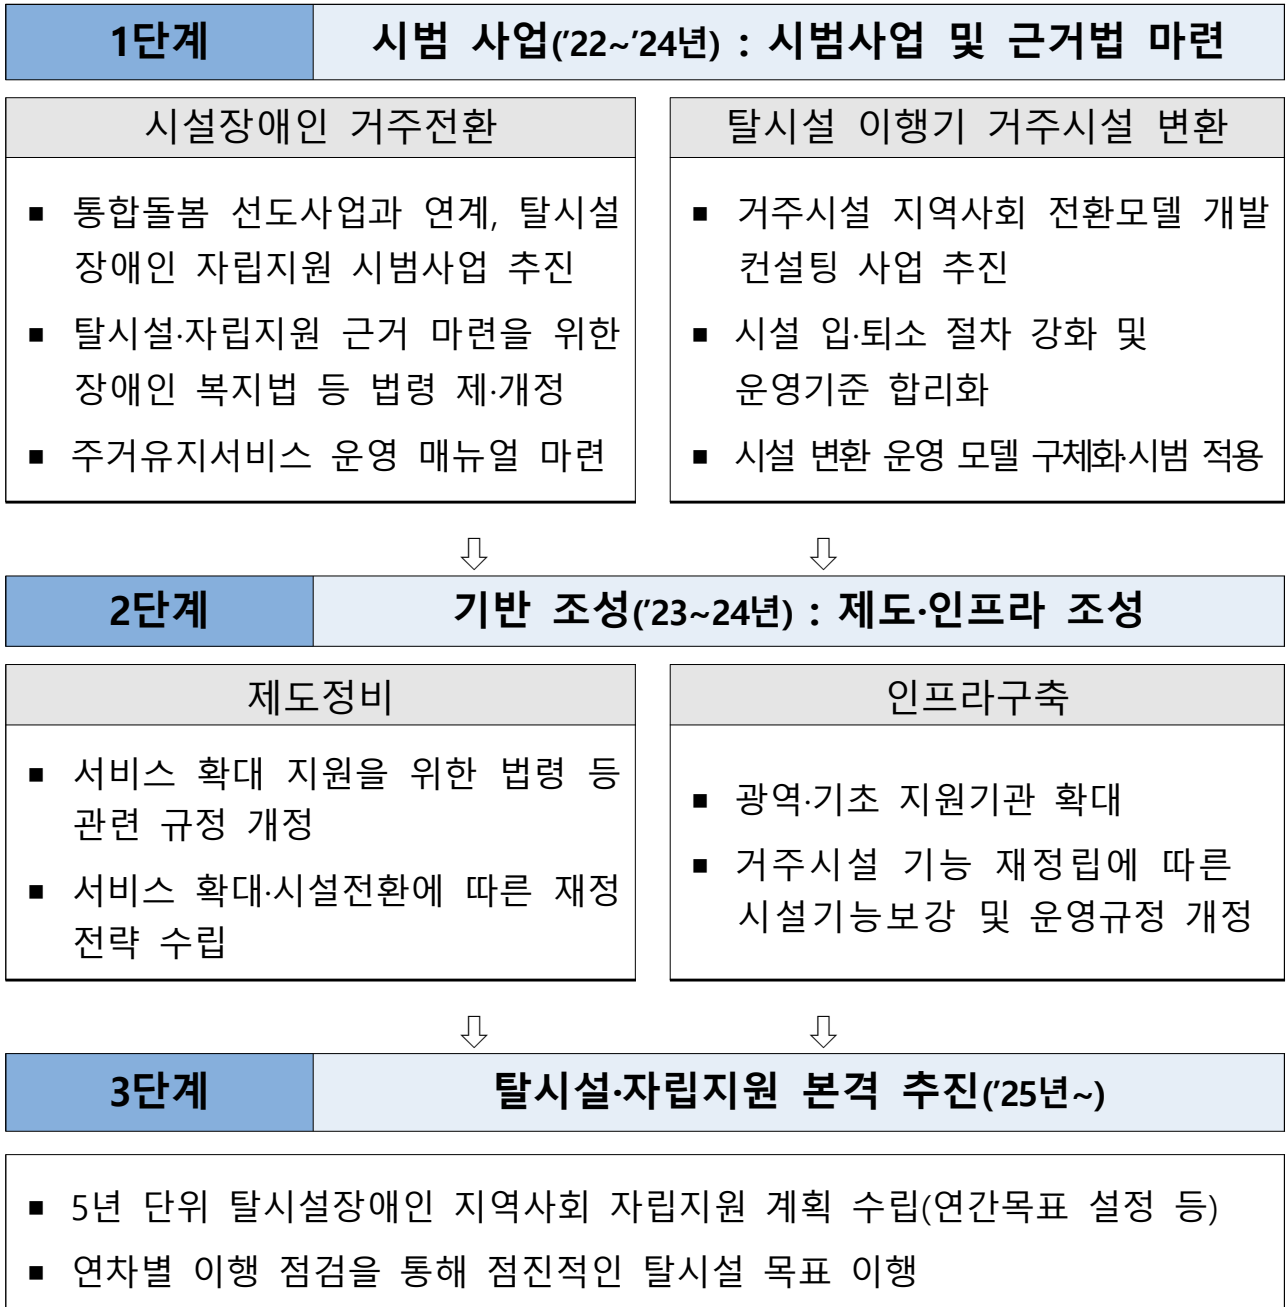 1단계
시범 사업('22~'24년) : 시범사업 및 근거법 마련
시설장애인 거주전환
■ 통합돌봄 선도사업과 연계, 탈시설
장애인 자립지원 시범사업 추진
■ 탈시설·자립지원 근거 마련을 위한
장애인 복지법 등 법령 제·개정
■ 주거유지서비스 운영 매뉴얼 마련
탈시설 이행기 거주시설 변환
■ 거주시설 지역사회 전환모델 개발
컨설팅 사업 추진
■ 시설 입·퇴소 절차 강화 및
운영기준 합리화
■ 시설 변환 운영 모델 구체화·시범 적용
⇩ ⇩
2단계
기반 조성('23~24년) : 제도·인프라 조성
제도정비
■ 서비스 확대 지원을 위한 법령 등
관련 규정 개정
■ 서비스 확대·시설전환에 따른 재정
전략 수립
인프라구축
■ 광역·기초 지원기관 확대
■ 거주시설 기능 재정립에 따른
시설기능보강 및 운영규정 개정
⇩ ⇩
3단계
탈시설·자립지원 본격 추진('25년~)
■ 5년 단위 탈시설장애인 지역사회 자립지원 계획 수립(연간목표 설정 등)
■ 연차별 이행 점검을 통해 점진적인 탈시설 목표 이행